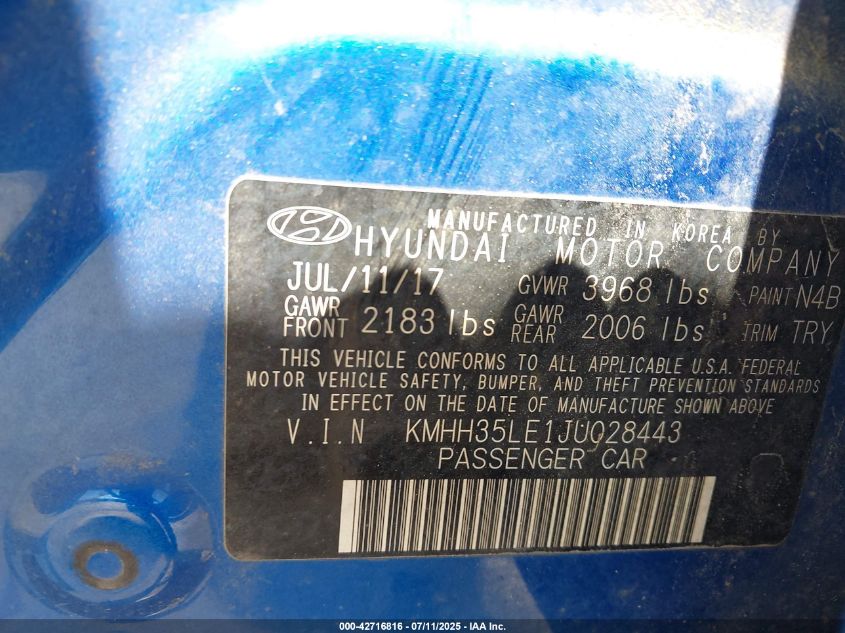 MANUFACTURED IN KOREA BY
HYUNDAI MOTOR COMPANY
JUL/11/17 GVWR 3968 lbs PAINT N4B
GAWR FRONT 2183 lbs GAWR REAR 2006 lbs TRIM TRY
THIS VEHICLE CONFORMS TO ALL APPLICABLE U.S.A. FEDERAL
MOTOR VEHICLE SAFETY, BUMPER, AND THEFT PREVENTION STANDARDS
IN EFFECT ON THE DATE OF MANUFACTURE SHOWN ABOVE
V.I.N KMHH35LE1JU028443
PASSENGER CAR
000-42716816 - 07/11/2025 - IAA Inc.